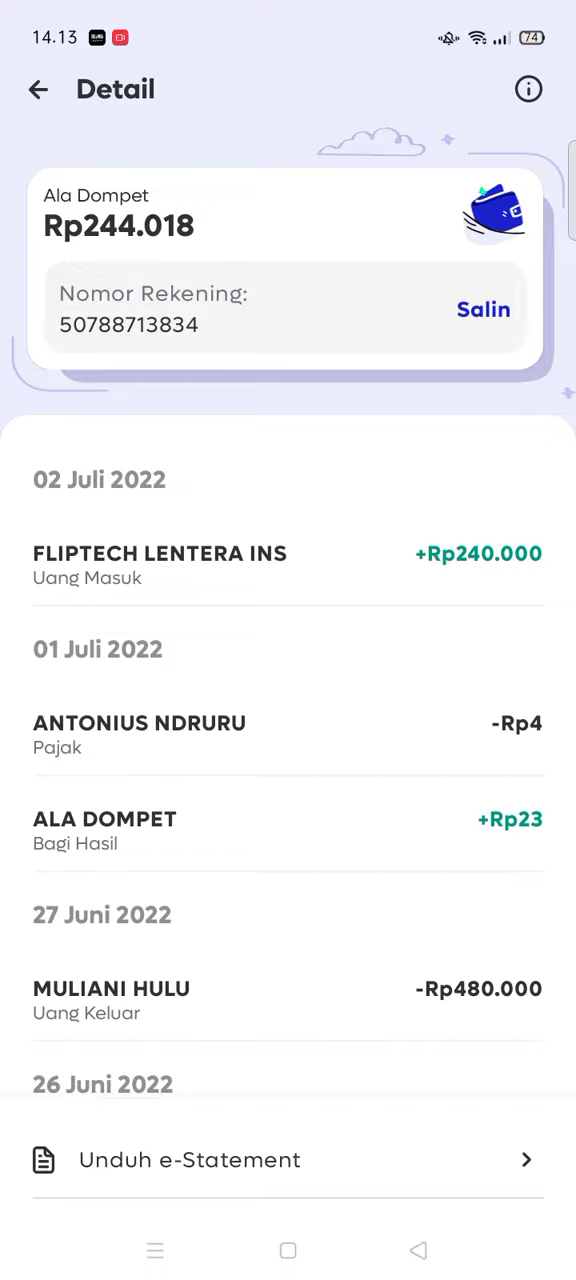 14.13
74
Detail
Ala Dompet
Rp244.018
Nomor Rekening:
50788713834
Salin
02 Juli 2022
FLIPTECH LENTERA INS
+Rp240.000
Uang Masuk
01 Juli 2022
ANTONIUS NDRURU
-Rp4
Pajak
ALA DOMPET
+Rp23
Bagi Hasil
27 Juni 2022
MULIANI HULU
-Rp480.000
Uang Keluar
26 Juni 2022
Unduh e-Statement